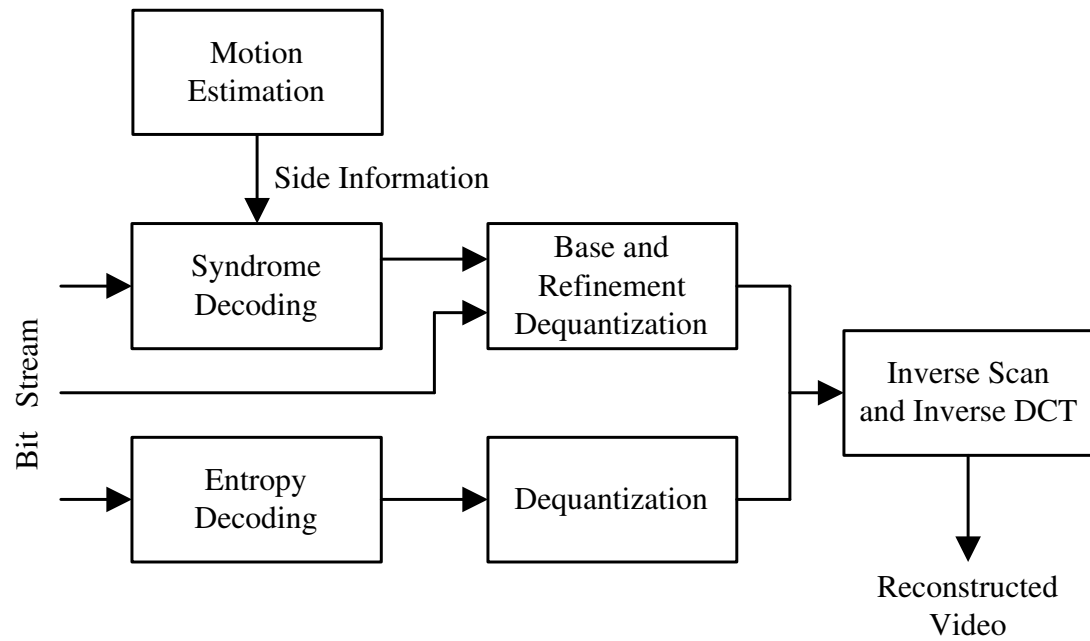 Motion
Estimation
Side Information
Syndrome
Decoding
Base and
Refinement
Dequantization
Bit Stream
Inverse Scan
and Inverse DCT
Entropy
Decoding
Dequantization
Reconstructed
Video